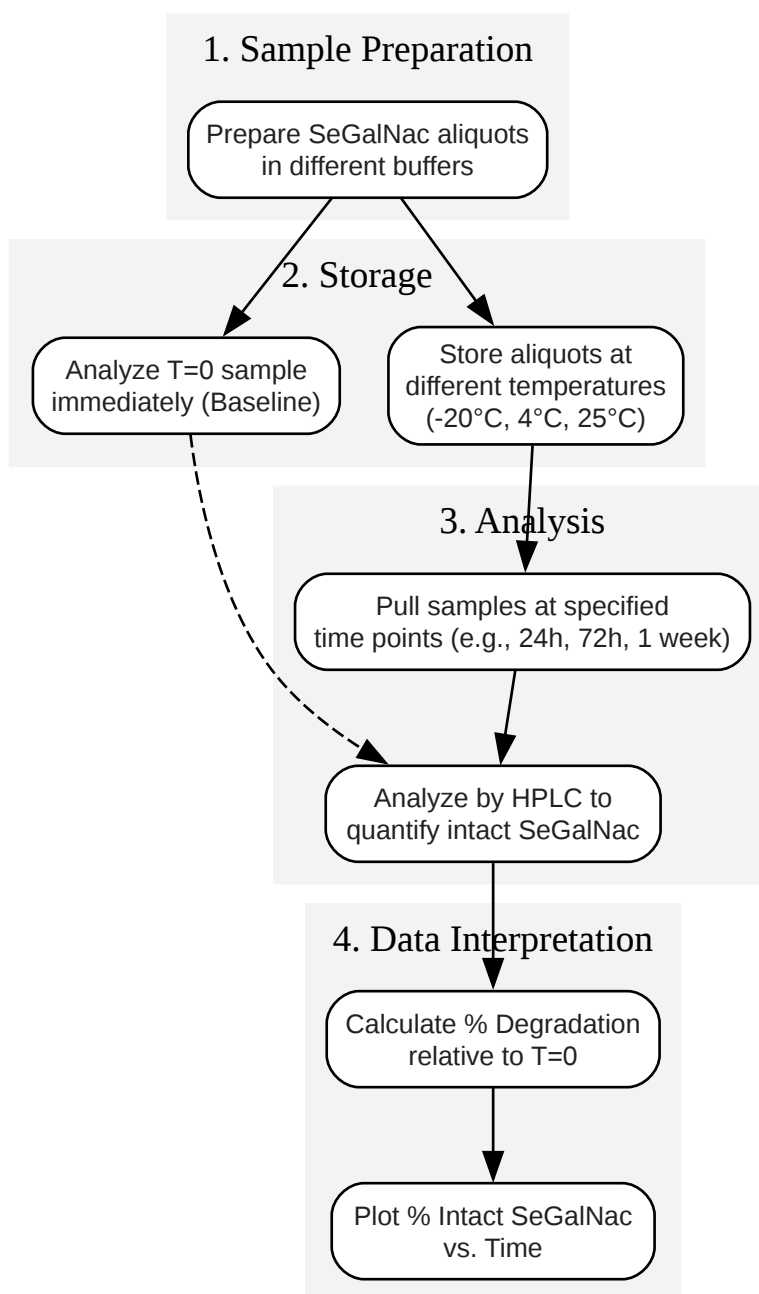 1. Sample Preparation
Prepare SeGalNac aliquots
in different buffers
2. Storage
Analyze T=0 sample
immediately (Baseline)
Store aliquots at
different temperatures
(-20°C, 4°C, 25°C)
3. Analysis
Pull samples at specified
time points (e.g., 24h, 72h, 1 week)
Analyze by HPLC to
quantify intact SeGalNac
4. Data Interpretation
Calculate % Degradation
relative to T=0
Plot % Intact SeGalNac
vs. Time